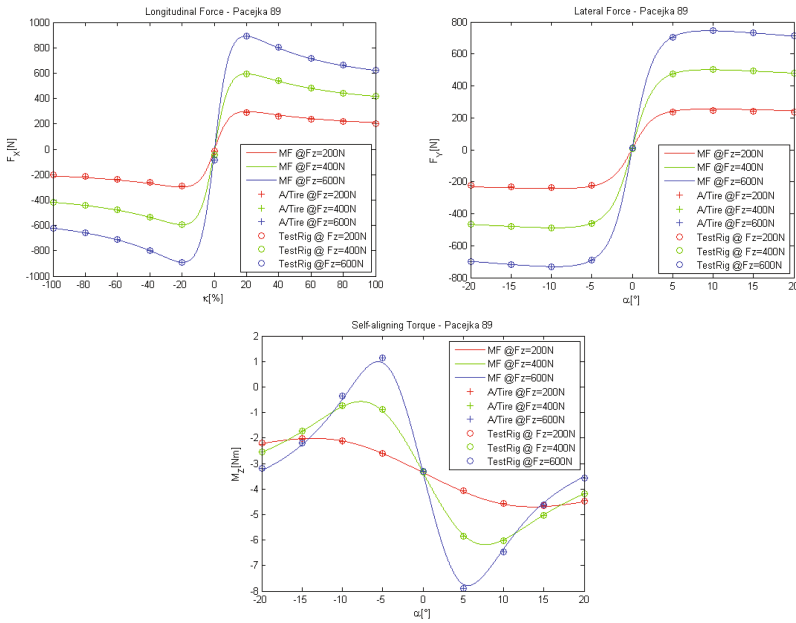 Longitudinal Force - Pacejka 89
1000
800
600
400
200
0
-200
-400
-600
-800
-1000
F_X[N]
MF @Fz=200N
MF @Fz=400N
MF @Fz=600N
A/Tire @Fz=200N
A/Tire @Fz=400N
A/Tire @Fz=600N
TestRig @ Fz=200N
TestRig @Fz=400N
TestRig @Fz=600N
-100 -80 -60 -40 -20 0 20 40 60 80 100
κ[%]
Lateral Force - Pacejka 89
800
600
400
200
0
-200
-400
-600
-800
F_Y[N]
MF @Fz=200N
MF @Fz=400N
MF @Fz=600N
A/Tire @Fz=200N
A/Tire @Fz=400N
A/Tire @Fz=600N
TestRig @ Fz=200N
TestRig @Fz=400N
TestRig @Fz=600N
-20 -15 -10 -5 0 5 10 15 20
α[°]
Self-aligning Torque - Pacejka 89
2
1
0
-1
-2
-3
-4
-5
-6
-7
-8
M_Z[Nm]
MF @Fz=200N
MF @Fz=400N
MF @Fz=600N
A/Tire @Fz=200N
A/Tire @Fz=400N
A/Tire @Fz=600N
TestRig @ Fz=200N
TestRig @Fz=400N
TestRig @Fz=600N
-20 -15 -10 -5 0 5 10 15 20
α[°]